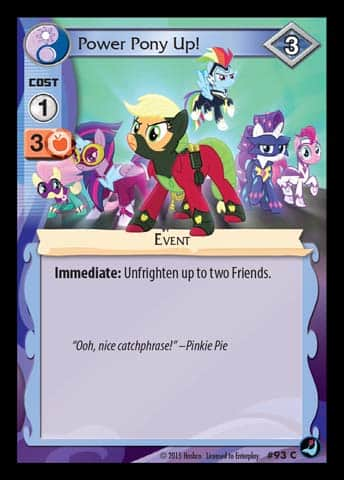 Power Pony Up!
3
COST
1
3
EVENT
Immediate: Unfrighten up to two Friends.
"Ooh, nice catchphrase!" –Pinkie Pie
© 2015 Hasbro. Licensed to Enterplay #93 C